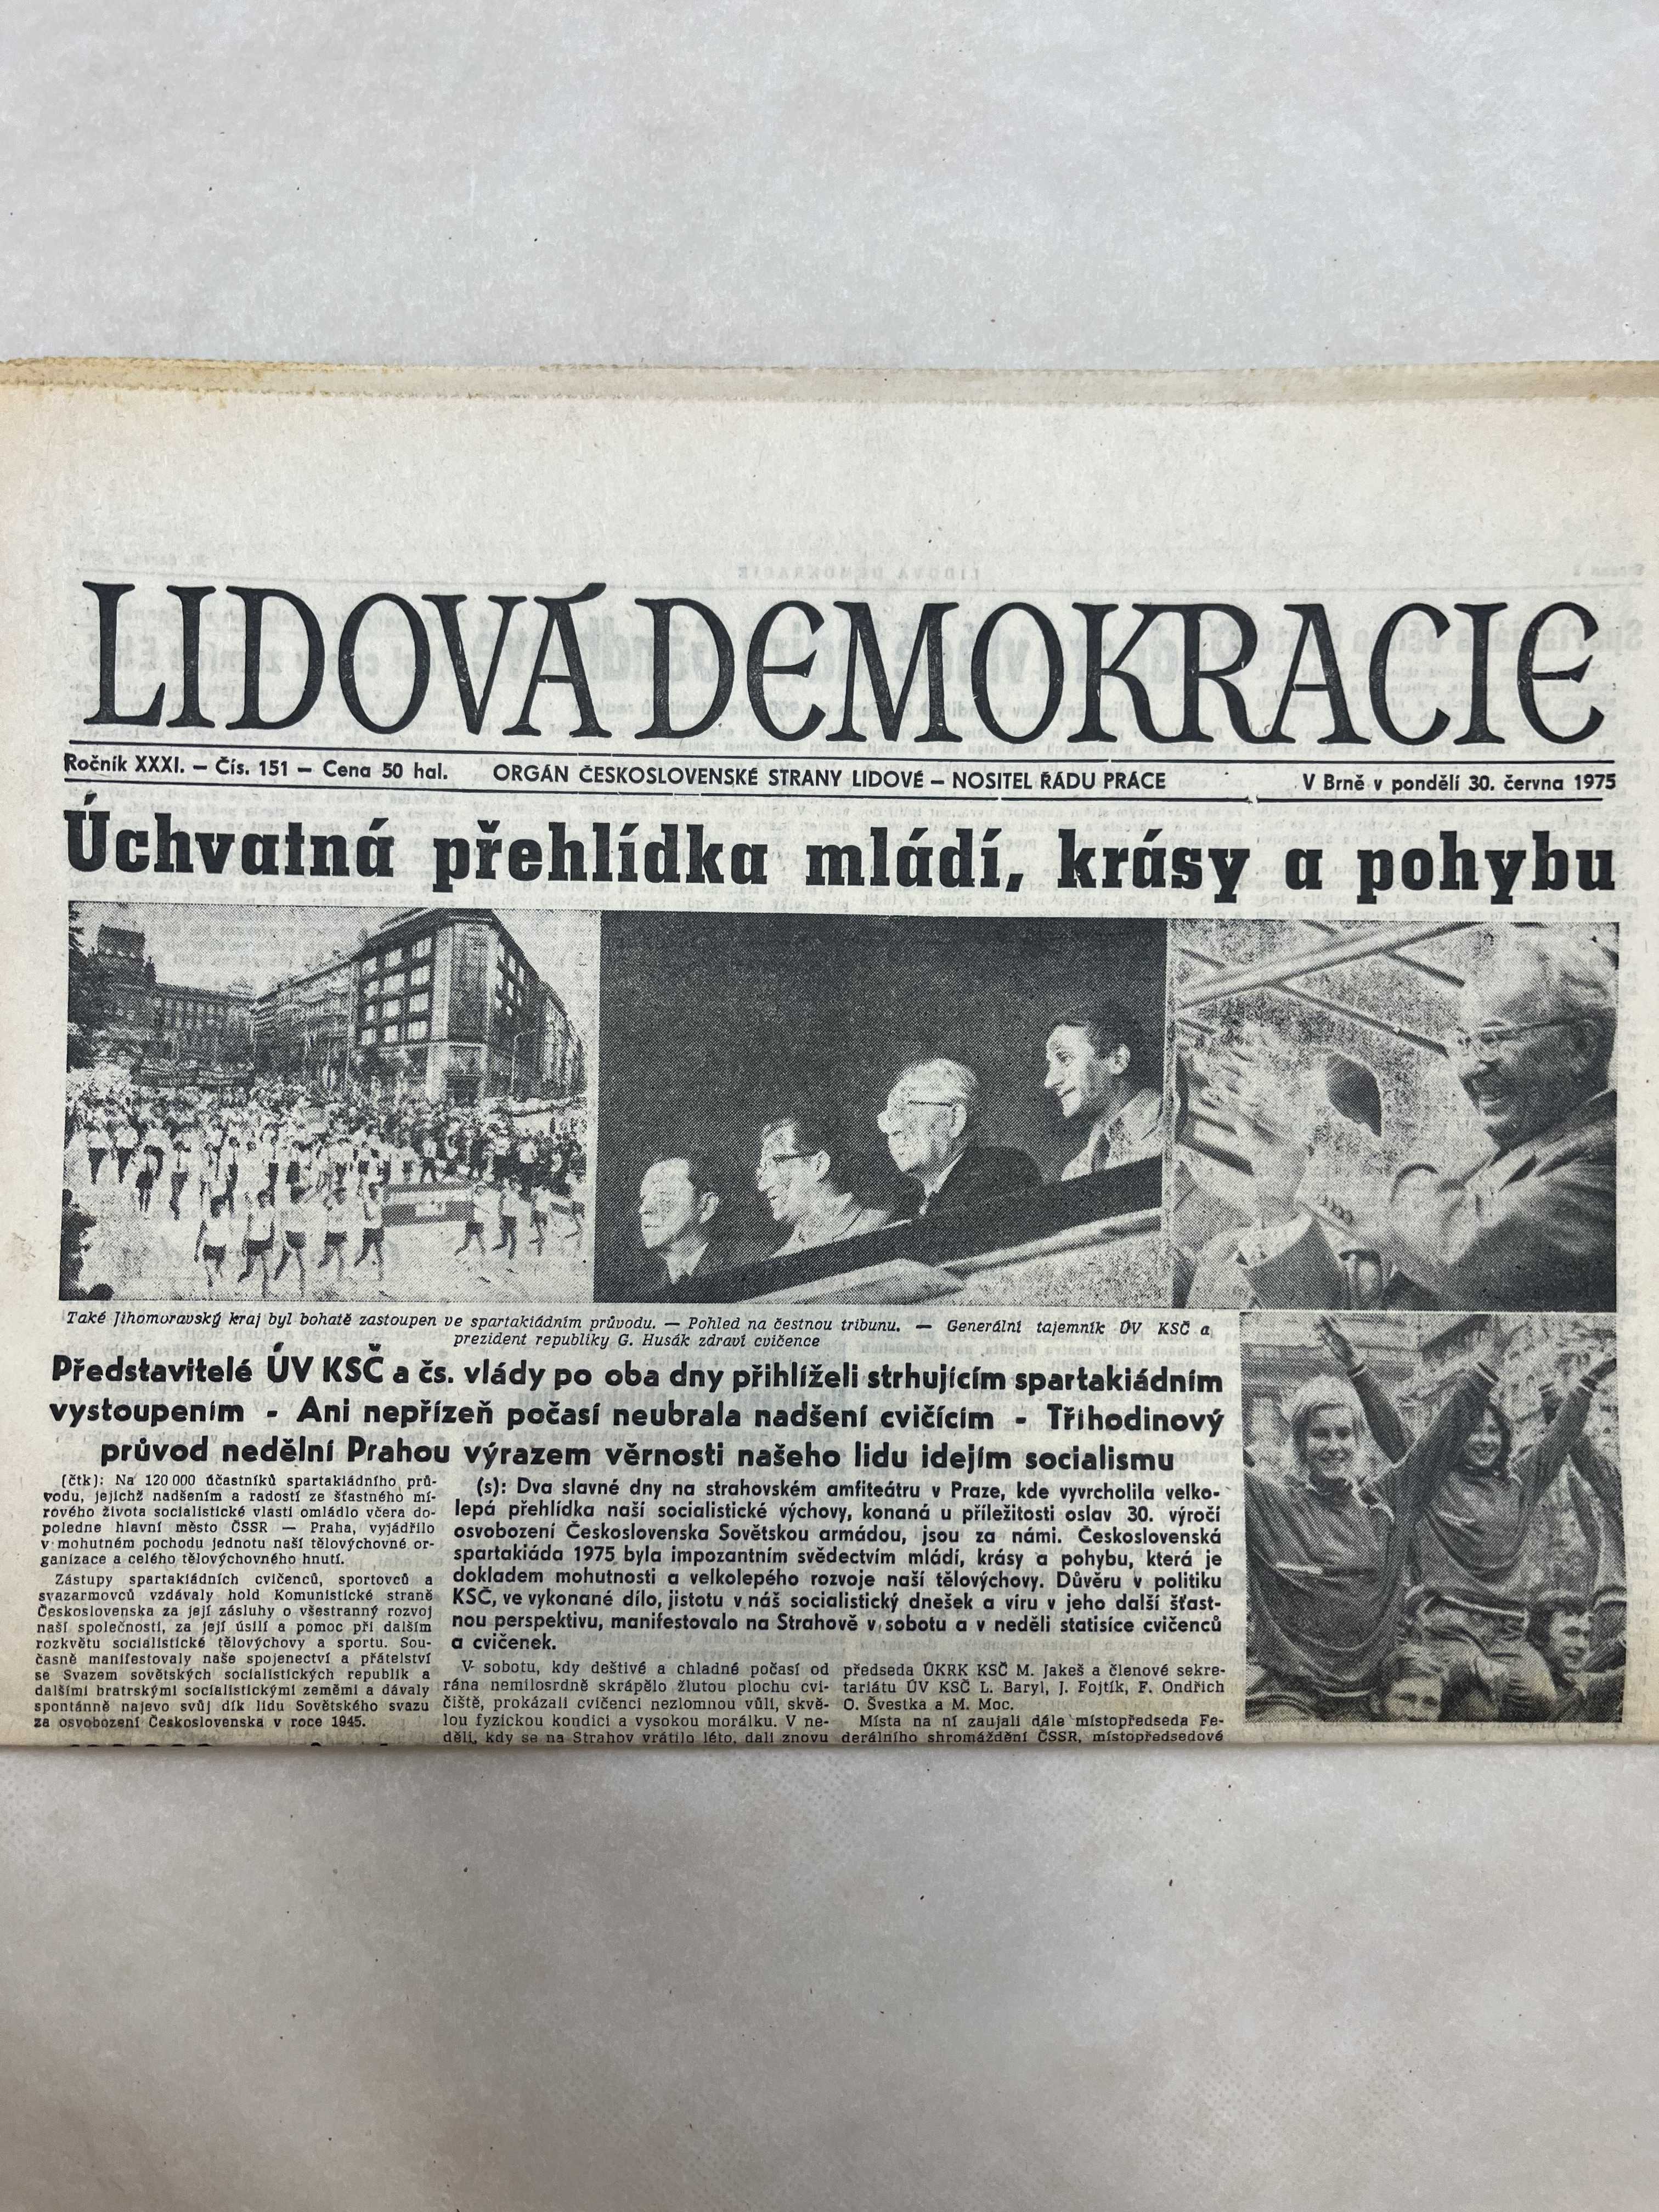 LIDOVÁ DEMOKRACIE
Ročník XXXI. — Čís. 151 — Cena 50 hal.
ORGÁN ČESKOSLOVENSKÉ STRANY LIDOVÉ — NOSITEL ŘÁDU PRÁCE
V Brně v pondělí 30. června 1975
Úchvatná přehlídka mládí, krásy a pohybu
Také Jihomoravský kraj byl bohatě zastoupen ve spartakiádním průvodu. — Pohled na čestnou tribunu. — Generální tajemník ÚV KSČ a
prezident republiky G. Husák zdraví cvičence
Představitelé ÚV KSČ a čs. vlády po oba dny přihlíželi strhujícím spartakiádním
vystoupením - Ani nepřízeň počasí neubrala nadšení cvičícím - Tříhodinový
průvod nedělní Prahou výrazem věrnosti našeho lidu idejím socialismu
(čtk): Na 120 000 účastníků spartakiádního prů-
vodu, jejichž nadšením a radostí ze šťastného mí-
rového života socialistické vlasti omládlo včera do-
poledne hlavní město ČSSR — Praha, vyjádřilo
v mohutném pochodu jednotu naší tělovýchovné or-
ganizace a celého tělovýchovného hnutí.
Zástupy spartakiádních cvičenců, sportovců a
svazarmovců vzdávaly hold Komunistické straně
Československa za její zásluhy o všestranný rozvoj
naší společnosti, za její úsilí a pomoc při dalším
rozkvětu socialistické tělovýchovy a sportu. Sou-
časně manifestovaly naše spojenectví a přátelství
se Svazem sovětských socialistických republik a
dalšími bratrskými socialistickými zeměmi a dávaly
spontánně najevo svůj dík lidu Sovětského svazu
za osvobození Československa v roce 1945.
(s): Dva slavné dny na strahovském amfiteátru v Praze, kde vyvrcholila velko-
lepá přehlídka naší socialistické výchovy, konaná u příležitosti oslav 30. výročí
osvobození Československa Sovětskou armádou, jsou za námi. Československá
spartakiáda 1975 byla impozantním svědectvím mládí, krásy a pohybu, která je
dokladem mohutnosti a velkolepého rozvoje naší tělovýchovy. Důvěru v politiku
KSČ, ve vykonané dílo, jistotu v náš socialistický dnešek a víru v jeho další šťast-
nou perspektivu, manifestovalo na Strahově v sobotu a v neděli statisíce cvičenců
a cvičenek.
V sobotu, kdy deštivé a chladné počasí od
rána nemilosrdně skrápělo žlutou plochu cvi-
čiště, prokázali cvičenci nezlomnou vůli, skvě-
lou fyzickou kondici a vysokou morálku. V ne-
děli, kdy se na Strahov vrátilo léto, dali znovu
předseda ÚKRK KSČ M. Jakeš a členové sekre-
tariátu ÚV KSČ L. Baryl, J. Fojtík, F. Ondřich
O. Švestka a M. Moc.
Místa na ní zaujali dále místopředseda Fe-
derálního shromáždění ČSSR, místopředsedové